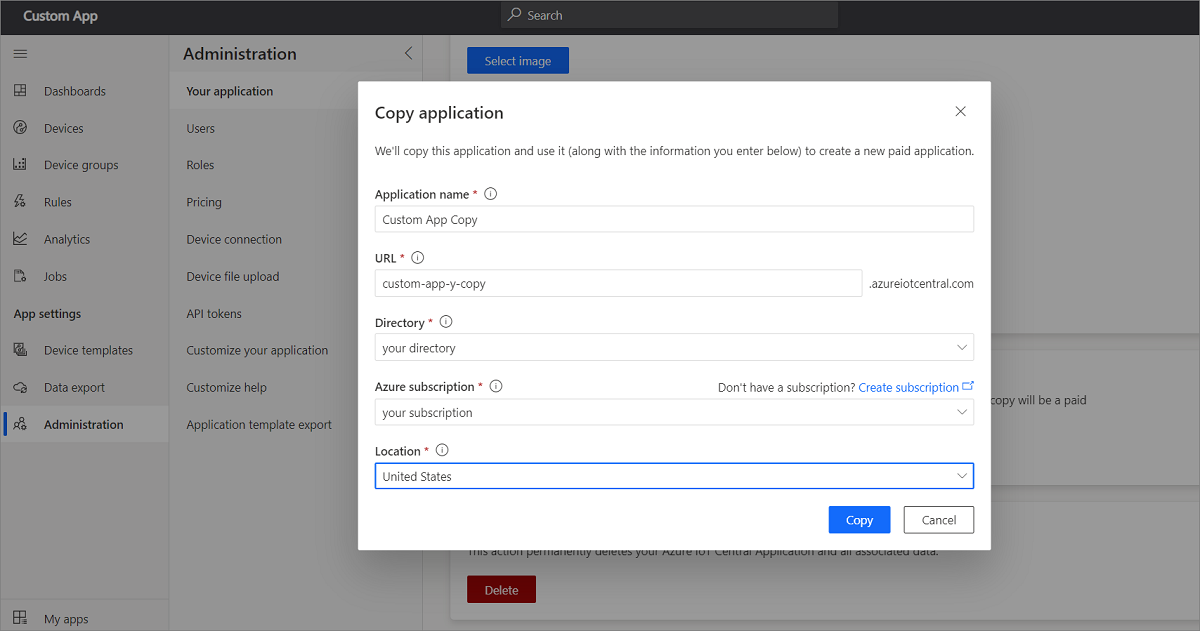 Custom App
Search
Dashboards
Devices
Device groups
Rules
Analytics
Jobs
App settings
Device templates
Data export
Administration
My apps
Administration
Your application
Users
Roles
Pricing
Device connection
Device file upload
API tokens
Customize your application
Customize help
Application template export
Select image
Copy application
We'll copy this application and use it (along with the information you enter below) to create a new paid application.
Application name *
Custom App Copy
URL *
custom-app-y-copy .azureiotcentral.com
Directory *
your directory
Azure subscription * Don't have a subscription? Create subscription
your subscription
Location *
United States
Copy Cancel
copy will be a paid
This action permanently deletes your Azure IoT Central Application and all associated data.
Delete